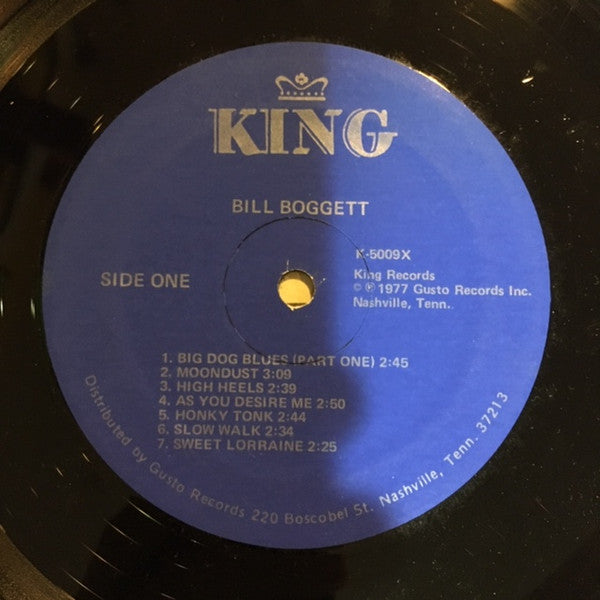 KING
BILL BOGGETT
SIDE ONE
K-5009X
King Records
© ℗ 1977 Gusto Records Inc.
Nashville, Tenn.
1. BIG DOG BLUES (PART ONE) 2:45
2. MOONDUST 3:09
3. HIGH HEELS 2:39
4. AS YOU DESIRE ME 2:50
5. HONKY TONK 2:44
6. SLOW WALK 2:34
7. SWEET LORRAINE 2:25
Distributed by Gusto Records 220 Boscobel St. Nashville, Tenn. 37213